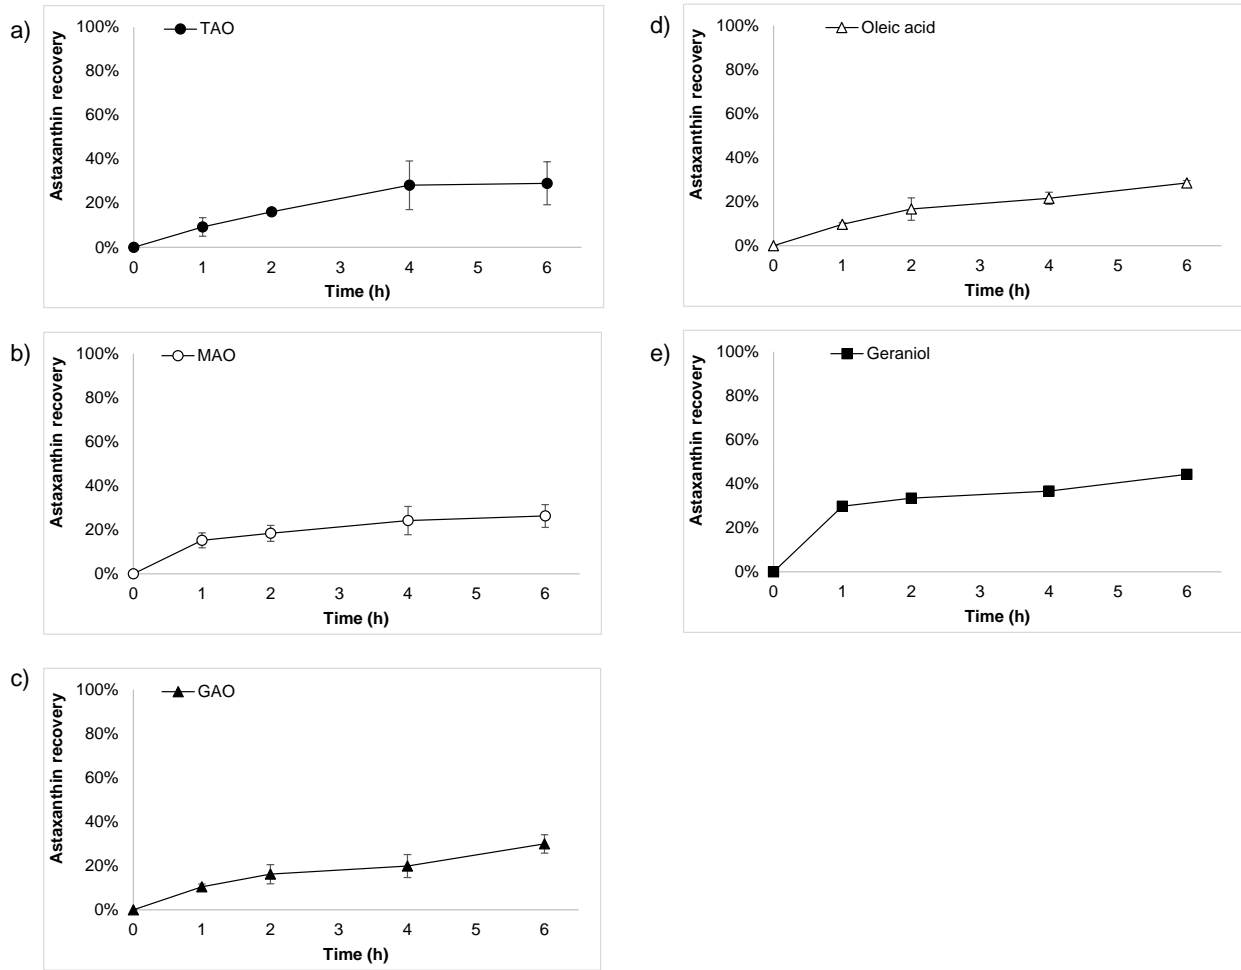 a)
TAO
Astaxanthin recovery
100%
80%
60%
40%
20%
0%
0 1 2 3 4 5 6
Time (h)
b)
MAO
Astaxanthin recovery
100%
80%
60%
40%
20%
0%
0 1 2 3 4 5 6
Time (h)
c)
GAO
Astaxanthin recovery
100%
80%
60%
40%
20%
0%
0 1 2 3 4 5 6
Time (h)
d)
Oleic acid
Astaxanthin recovery
100%
80%
60%
40%
20%
0%
0 1 2 3 4 5 6
Time (h)
e)
Geraniol
Astaxanthin recovery
100%
80%
60%
40%
20%
0%
0 1 2 3 4 5 6
Time (h)